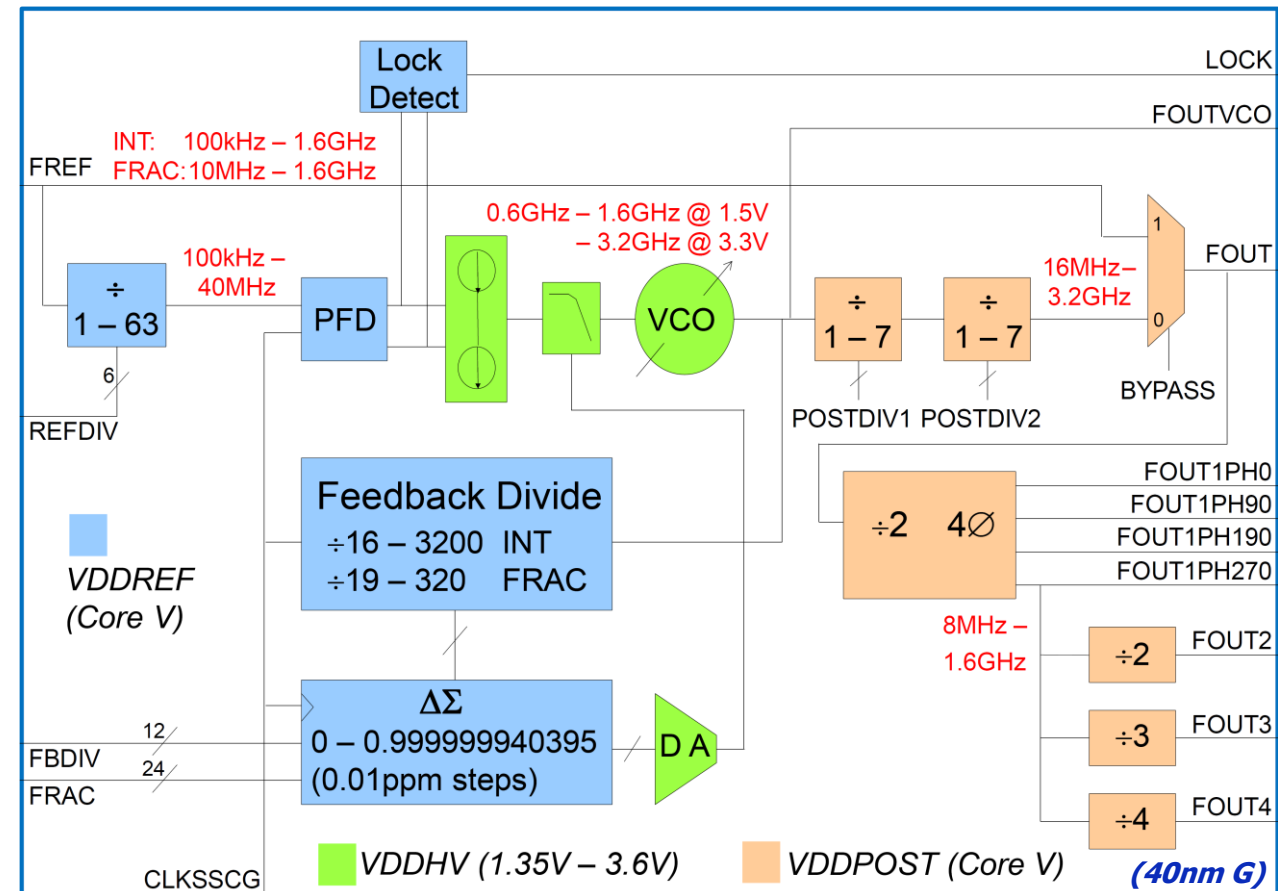 Lock
Detect
LOCK
FOUTVCO
INT: 100kHz – 1.6GHz
FRAC:10MHz – 1.6GHz
FREF
0.6GHz – 1.6GHz @ 1.5V
– 3.2GHz @ 3.3V
1
FOUT
100kHz –
40MHz
16MHz–
3.2GHz
÷
1 – 63
PFD
VCO
÷
1 – 7
÷
1 – 7
0
6
REFDIV
BYPASS
POSTDIV1
POSTDIV2
Feedback Divide
÷16 – 3200 INT
÷19 – 320 FRAC
÷2 4∅
FOUT1PH0
FOUT1PH90
FOUT1PH190
FOUT1PH270
VDDREF
(Core V)
8MHz –
1.6GHz
÷2
FOUT2
ΔΣ
0 – 0.999999940395
(0.01ppm steps)
12
FBDIV
24
FRAC
D A
÷3
FOUT3
÷4
FOUT4
CLKSSCG
VDDHV (1.35V – 3.6V)
VDDPOST (Core V)
(40nm G)